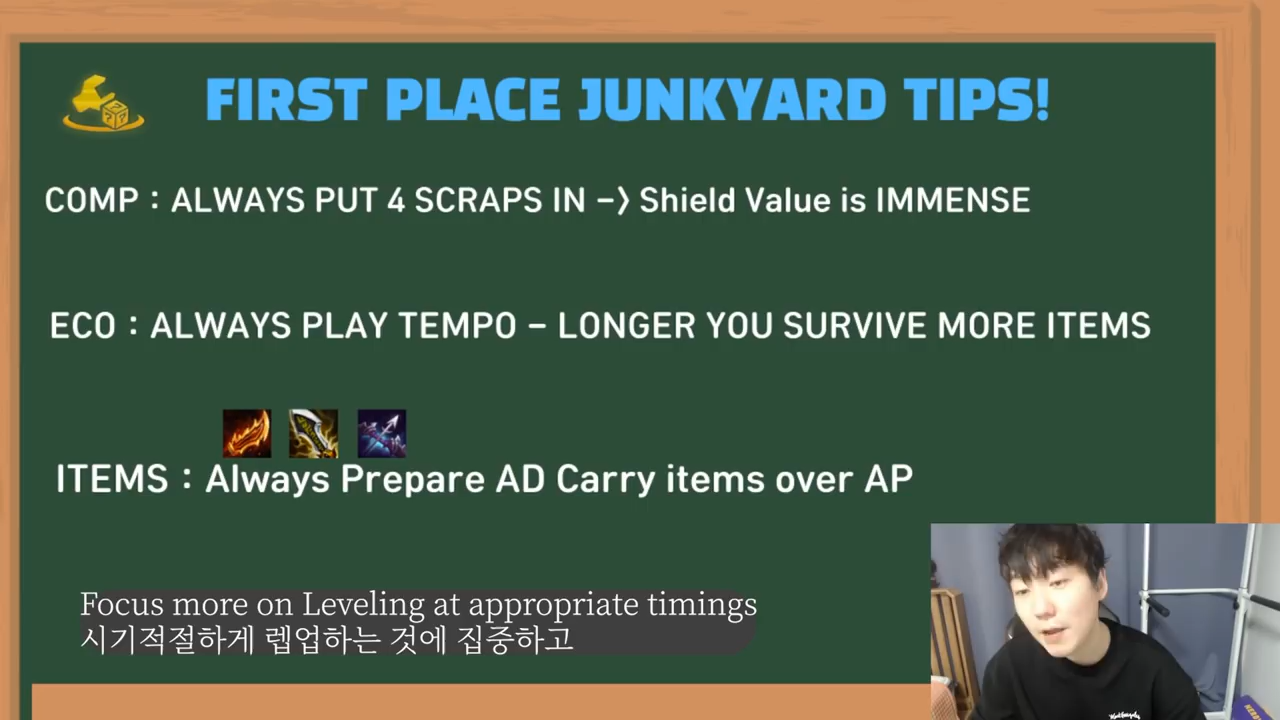 FIRST PLACE JUNKYARD TIPS!
COMP : ALWAYS PUT 4 SCRAPS IN -> Shield Value is IMMENSE
ECO : ALWAYS PLAY TEMPO - LONGER YOU SURVIVE MORE ITEMS
ITEMS : Always Prepare AD Carry items over AP
Focus more on Leveling at appropriate timings
시기적절하게 렙업하는 것에 집중하고